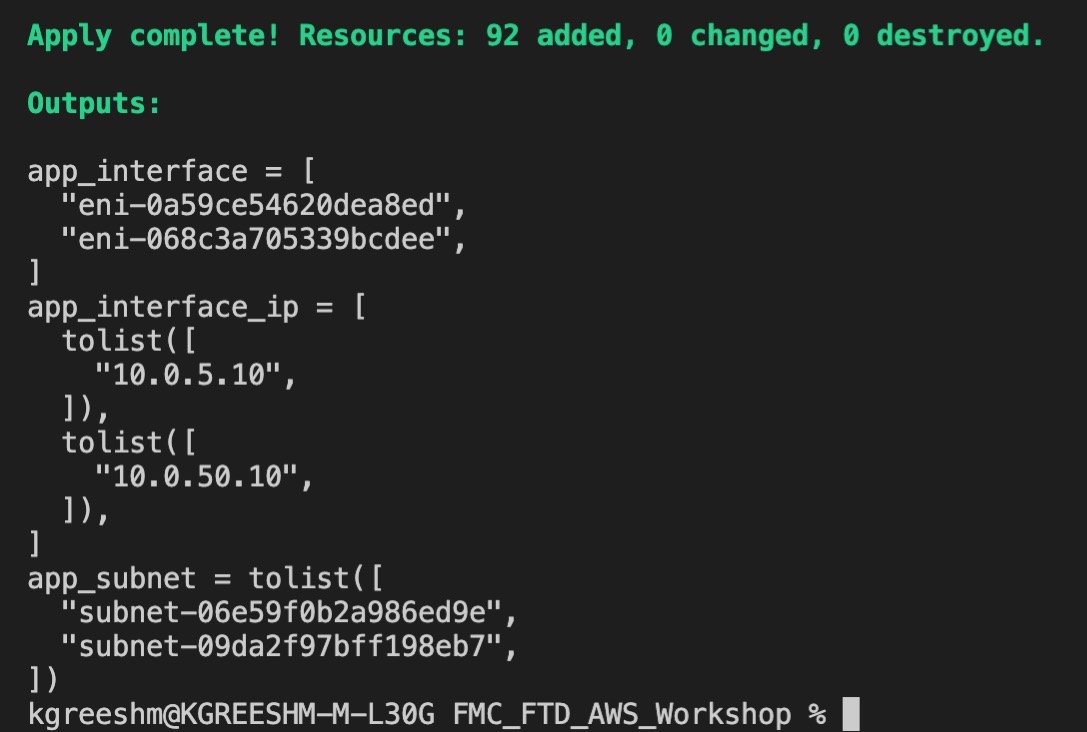 Apply complete! Resources: 92 added, 0 changed, 0 destroyed.
Outputs:
app_interface = [
  "eni-0a59ce54620dea8ed",
  "eni-068c3a705339bcdee",
]
app_interface_ip = [
  tolist([
    "10.0.5.10",
  ]),
  tolist([
    "10.0.50.10",
  ]),
]
app_subnet = tolist([
  "subnet-06e59f0b2a986ed9e",
  "subnet-09da2f97bff198eb7",
])
kgreeshm@KGREESHM-M-L30G FMC_FTD_AWS_Workshop %